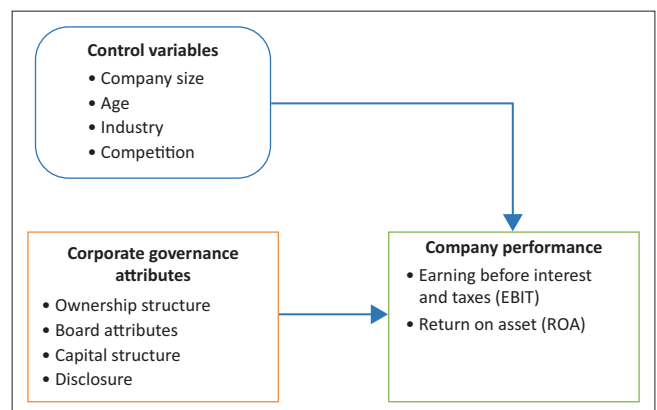 Control variables
• Company size
• Age
• Industry
• Competition
Corporate governance
attributes
• Ownership structure
• Board attributes
• Capital structure
• Disclosure
Company performance
• Earning before interest
and taxes (EBIT)
• Return on asset (ROA)